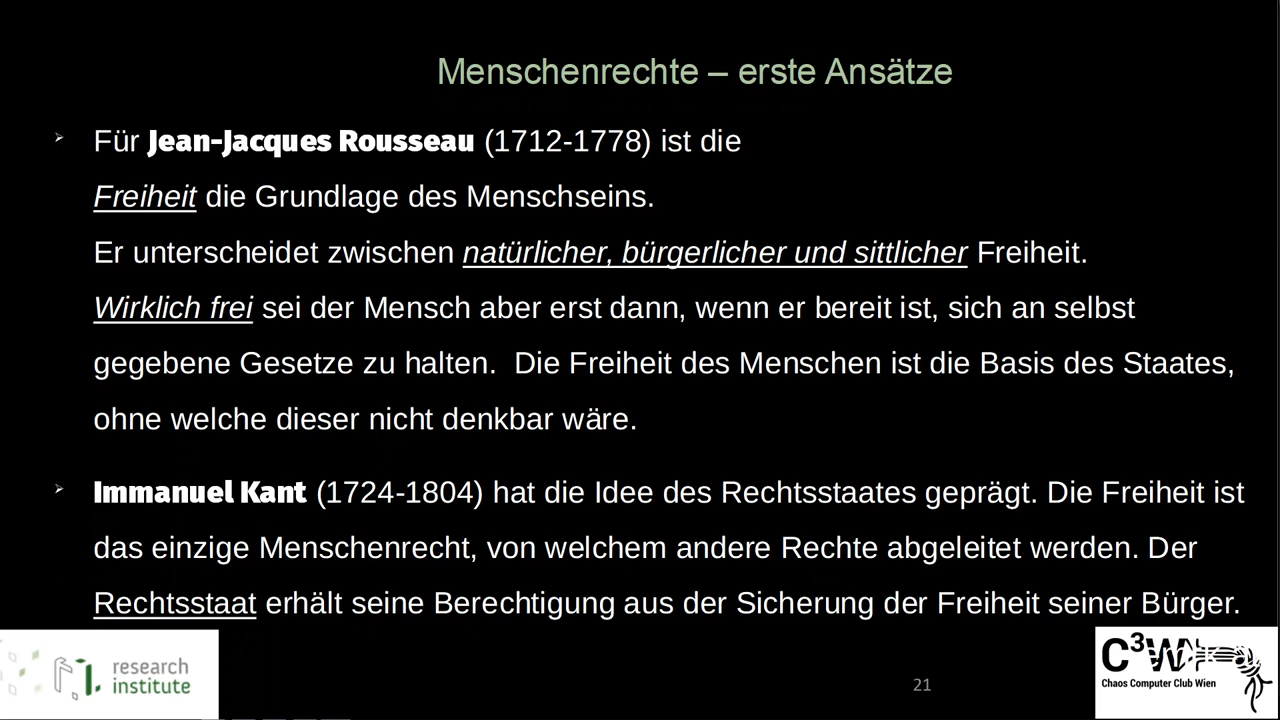 Menschenrechte – erste Ansätze
Für Jean-Jacques Rousseau (1712-1778) ist die
Freiheit die Grundlage des Menschseins.
Er unterscheidet zwischen natürlicher, bürgerlicher und sittlicher Freiheit.
Wirklich frei sei der Mensch aber erst dann, wenn er bereit ist, sich an selbst
gegebene Gesetze zu halten. Die Freiheit des Menschen ist die Basis des Staates,
ohne welche dieser nicht denkbar wäre.
Immanuel Kant (1724-1804) hat die Idee des Rechtsstaates geprägt. Die Freiheit ist
das einzige Menschenrecht, von welchem andere Rechte abgeleitet werden. Der
Rechtsstaat erhält seine Berechtigung aus der Sicherung der Freiheit seiner Bürger.
research
institute
21
C³W
Chaos Computer Club Wien